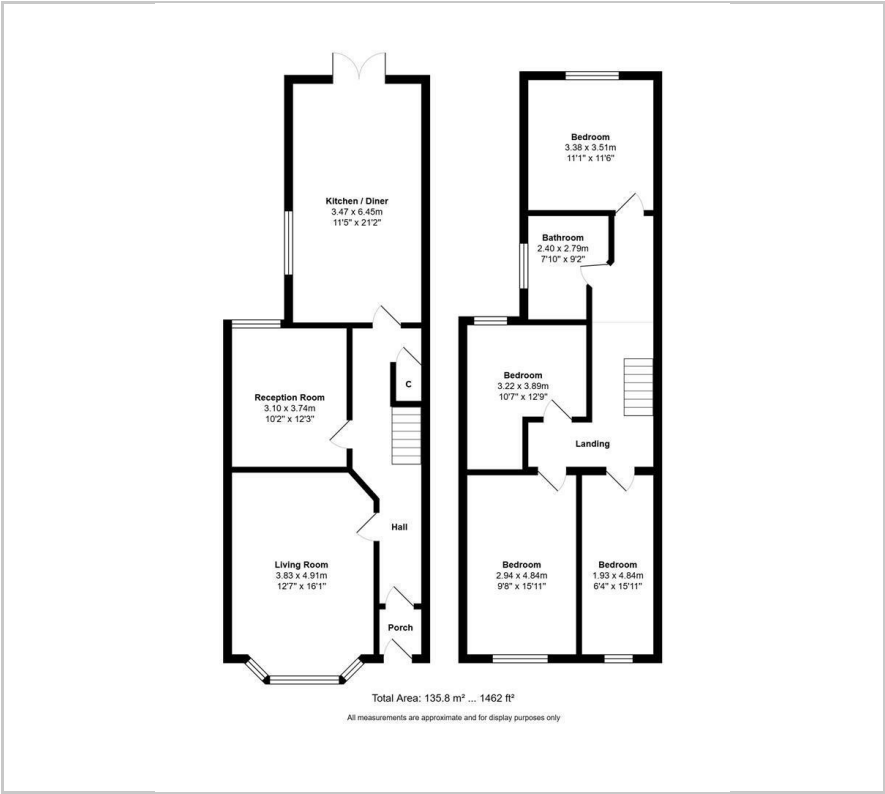 Kitchen / Diner
3.47 x 6.45m
11'5" x 21'2"
Reception Room
3.10 x 3.74m
10'2" x 12'3"
C
Living Room
3.83 x 4.91m
12'7" x 16'1"
Hall
Porch
Bedroom
3.38 x 3.51m
11'1" x 11'6"
Bathroom
2.40 x 2.79m
7'10" x 9'2"
Bedroom
3.22 x 3.89m
10'7" x 12'9"
Landing
Bedroom
2.94 x 4.84m
9'8" x 15'11"
Bedroom
1.93 x 4.84m
6'4" x 15'11"
Total Area: 135.8 m² ... 1462 ft²
All measurements are approximate and for display purposes only